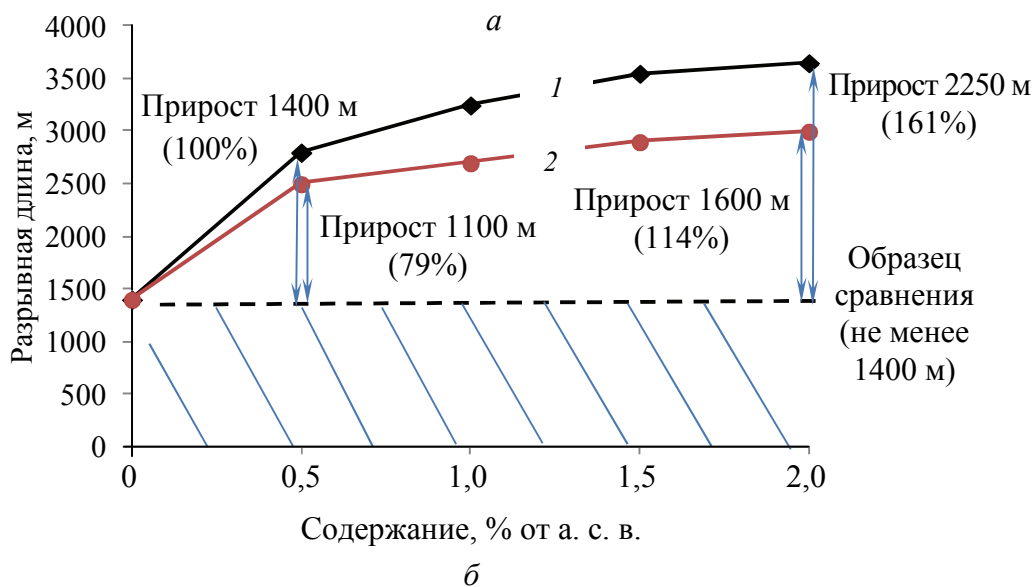 а
4000
3500
3000
2500
2000
1500
1000
500
0
Разрывная длина, м
Прирост 1400 м
(100%)
1
2
Прирост 2250 м
(161%)
Прирост 1100 м
(79%)
Прирост 1600 м
(114%)
Образец
сравнения
(не менее
1400 м)
0 0,5 1,0 1,5 2,0
Содержание, % от а. с. в.
б